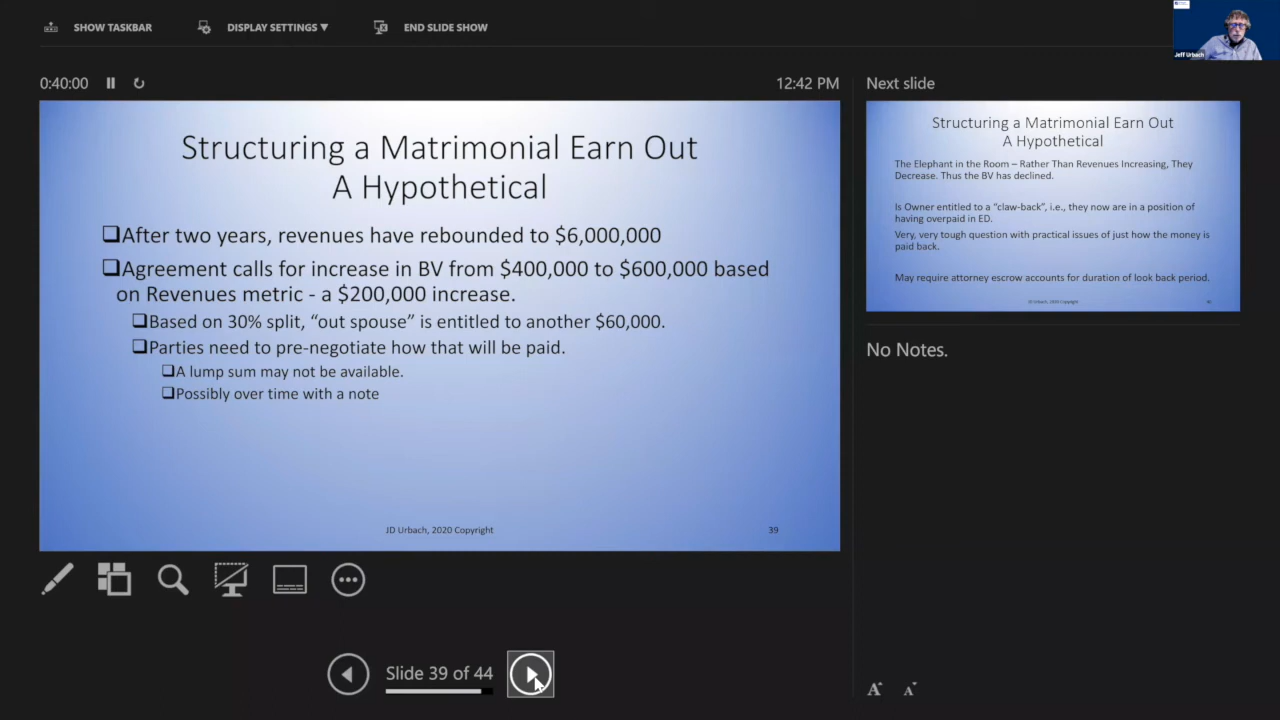 SHOW TASKBAR
DISPLAY SETTINGS ▼
END SLIDE SHOW
Jeff Urbach
0:40:00
12:42 PM
Structuring a Matrimonial Earn Out
A Hypothetical
❑After two years, revenues have rebounded to $6,000,000
❑Agreement calls for increase in BV from $400,000 to $600,000 based
on Revenues metric - a $200,000 increase.
❑Based on 30% split, “out spouse” is entitled to another $60,000.
❑Parties need to pre-negotiate how that will be paid.
❑A lump sum may not be available.
❑Possibly over time with a note
JD Urbach, 2020 Copyright
39
Next slide
Structuring a Matrimonial Earn Out
A Hypothetical
The Elephant in the Room – Rather Than Revenues Increasing, They
Decrease. Thus the BV has declined.
Is Owner entitled to a “claw-back”, i.e., they now are in a position of
having overpaid in ED.
Very, very tough question with practical issues of just how the money is
paid back.
May require attorney escrow accounts for duration of look back period.
JD Urbach, 2020 Copyright
No Notes.
Slide 39 of 44
A A